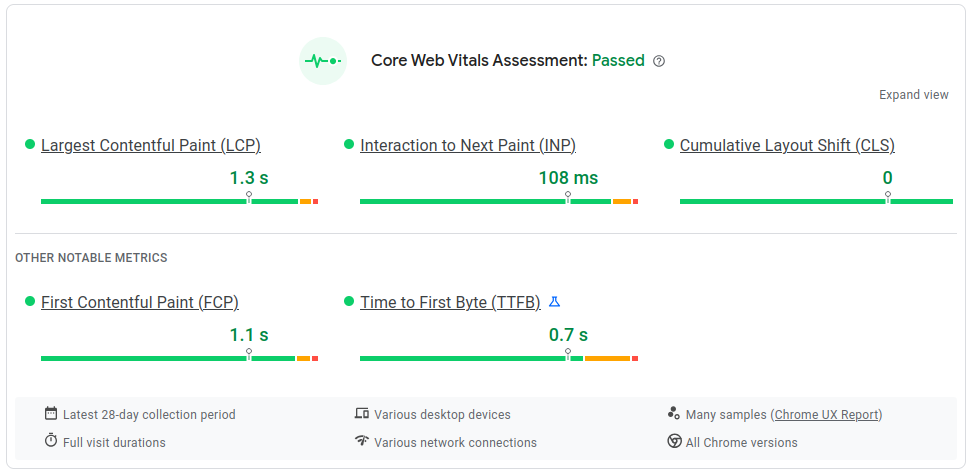 Core Web Vitals Assessment: Passed
Expand view
Largest Contentful Paint (LCP)
1.3 s
Interaction to Next Paint (INP)
108 ms
Cumulative Layout Shift (CLS)
0
OTHER NOTABLE METRICS
First Contentful Paint (FCP)
1.1 s
Time to First Byte (TTFB)
0.7 s
Latest 28-day collection period
Various desktop devices
Many samples (Chrome UX Report)
Full visit durations
Various network connections
All Chrome versions